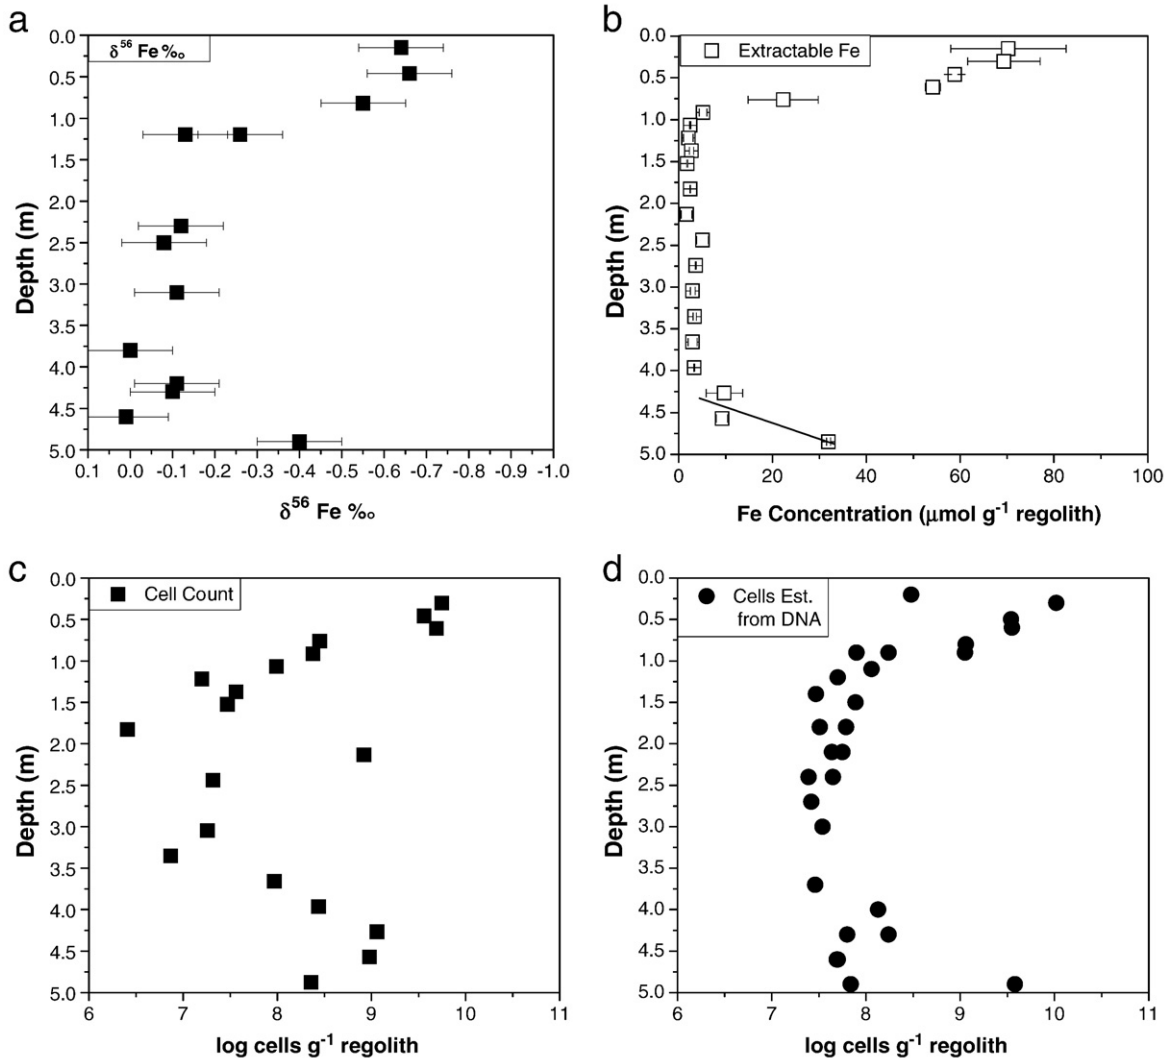 a
δ⁵⁶ Fe ‰
0.0
0.5
1.0
1.5
2.0
2.5
3.0
3.5
4.0
4.5
5.0
Depth (m)
0.1 0.0 -0.1 -0.2 -0.3 -0.4 -0.5 -0.6 -0.7 -0.8 -0.9 -1.0
δ⁵⁶ Fe ‰
b
Extractable Fe
0.0
0.5
1.0
1.5
2.0
2.5
3.0
3.5
4.0
4.5
5.0
Depth (m)
0 20 40 60 80 100
Fe Concentration (μmol g⁻¹ regolith)
c
Cell Count
0.0
0.5
1.0
1.5
2.0
2.5
3.0
3.5
4.0
4.5
5.0
Depth (m)
6 7 8 9 10 11
log cells g⁻¹ regolith
d
Cells Est.
from DNA
0.0
0.5
1.0
1.5
2.0
2.5
3.0
3.5
4.0
4.5
5.0
Depth (m)
6 7 8 9 10 11
log cells g⁻¹ regolith